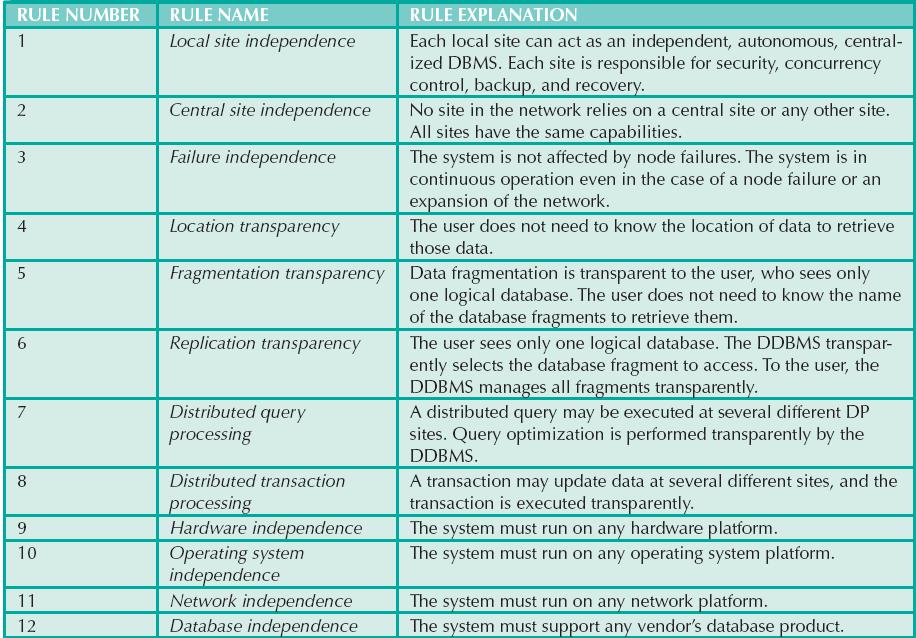 RULE NUMBER RULE NAME RULE EXPLANATION
1 Local site independence Each local site can act as an independent, autonomous, central-
ized DBMS. Each site is responsible for security, concurrency
control, backup, and recovery.
2 Central site independence No site in the network relies on a central site or any other site.
All sites have the same capabilities.
3 Failure independence The system is not affected by node failures. The system is in
continuous operation even in the case of a node failure or an
expansion of the network.
4 Location transparency The user does not need to know the location of data to retrieve
those data.
5 Fragmentation transparency Data fragmentation is transparent to the user, who sees only
one logical database. The user does not need to know the name
of the database fragments to retrieve them.
6 Replication transparency The user sees only one logical database. The DDBMS transpar-
ently selects the database fragment to access. To the user, the
DDBMS manages all fragments transparently.
7 Distributed query A distributed query may be executed at several different DP
processing sites. Query optimization is performed transparently by the
DDBMS.
8 Distributed transaction A transaction may update data at several different sites, and the
processing transaction is executed transparently.
9 Hardware independence The system must run on any hardware platform.
10 Operating system The system must run on any operating system platform.
independence
11 Network independence The system must run on any network platform.
12 Database independence The system must support any vendor's database product.